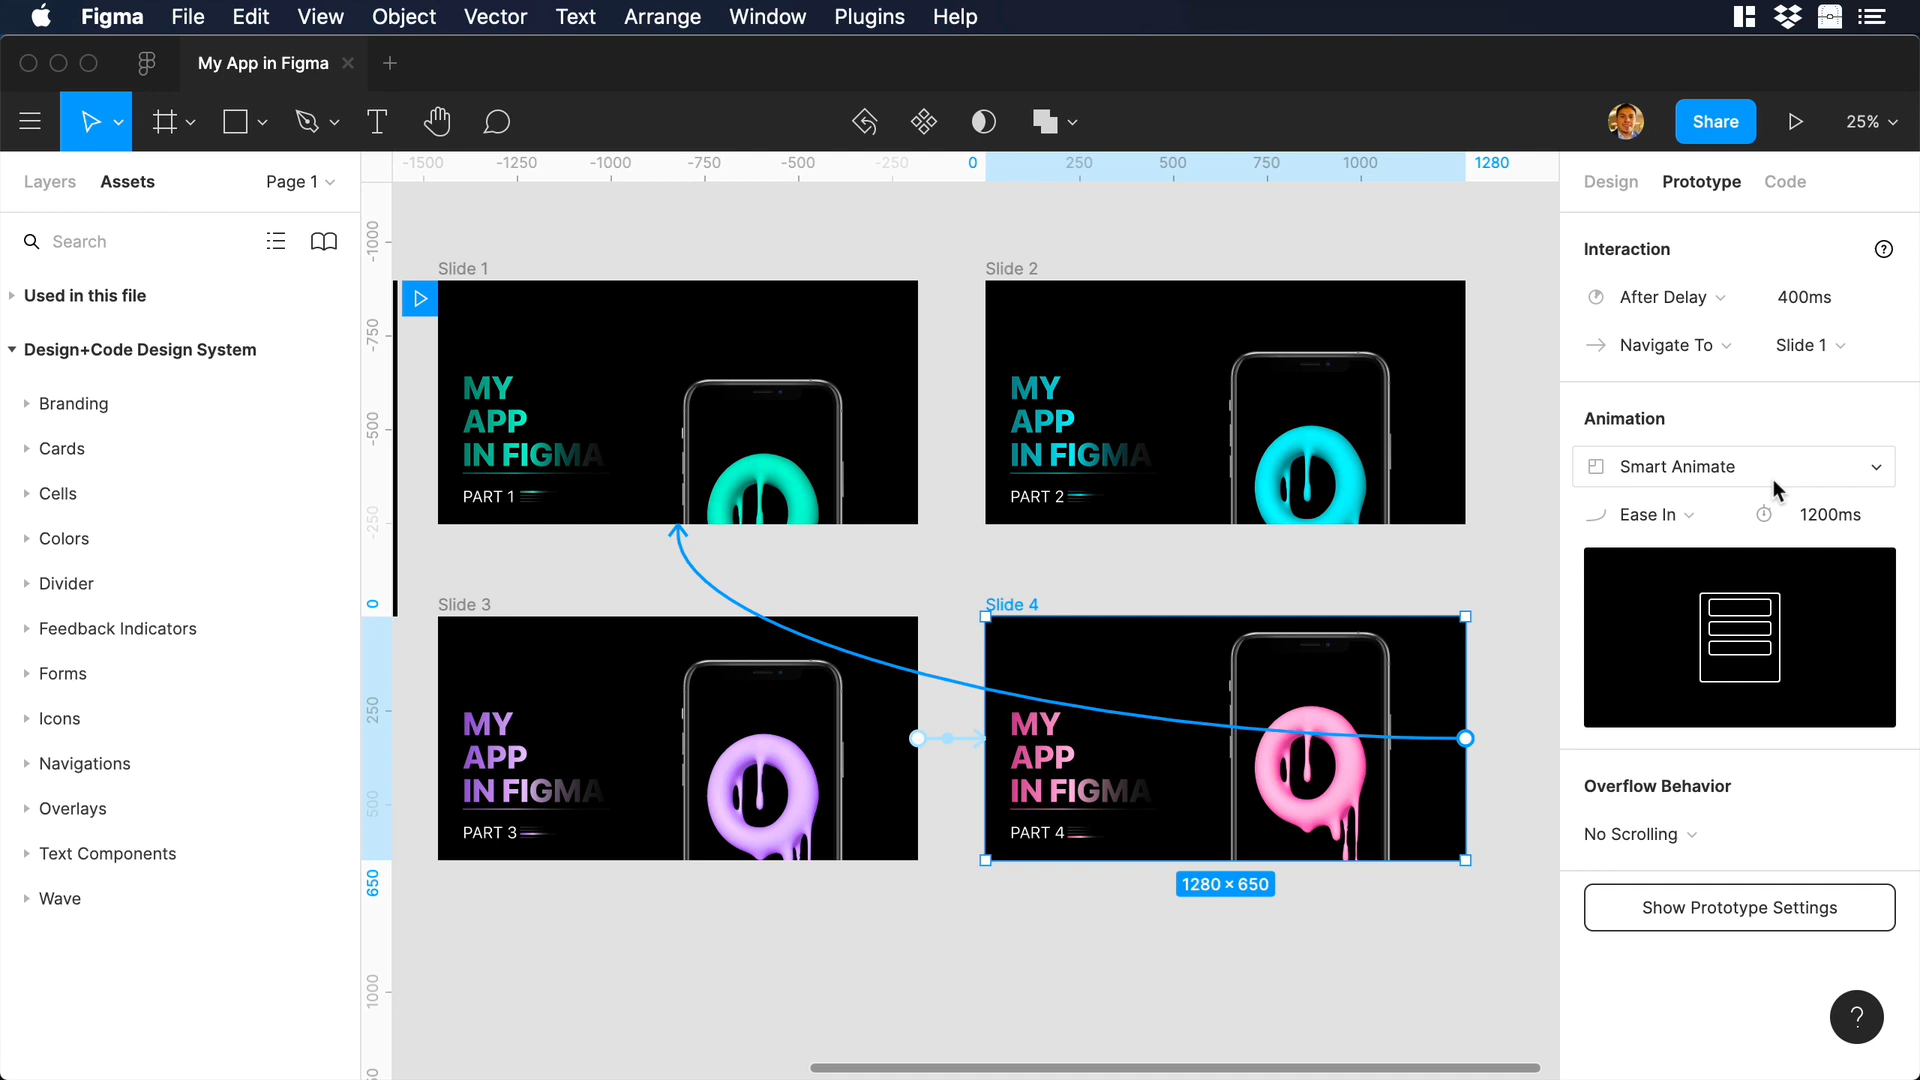 Figma File Edit View Object Vector Text Arrange Window Plugins Help
My App in Figma
Share
25%
Layers Assets Page 1
-1500 -1250 -1000 -750 -500 -250 0 250 500 750 1000 1280
Design Prototype Code
Search
Used in this file
Design+Code Design System
Branding
Cards
Cells
Colors
Divider
Feedback Indicators
Forms
Icons
Navigations
Overlays
Text Components
Wave
-1000
-750
-500
-250
0
250
500
650
1000
Slide 1
MY
APP
IN FIGMA
PART 1
Slide 2
MY
APP
IN FIGMA
PART 2
Slide 3
MY
APP
IN FIGMA
PART 3
Slide 4
MY
APP
IN FIGMA
PART 4
1280 × 650
Interaction
?
After Delay 400ms
Navigate To Slide 1
Animation
Smart Animate
Ease In 1200ms
Overflow Behavior
No Scrolling
Show Prototype Settings
?